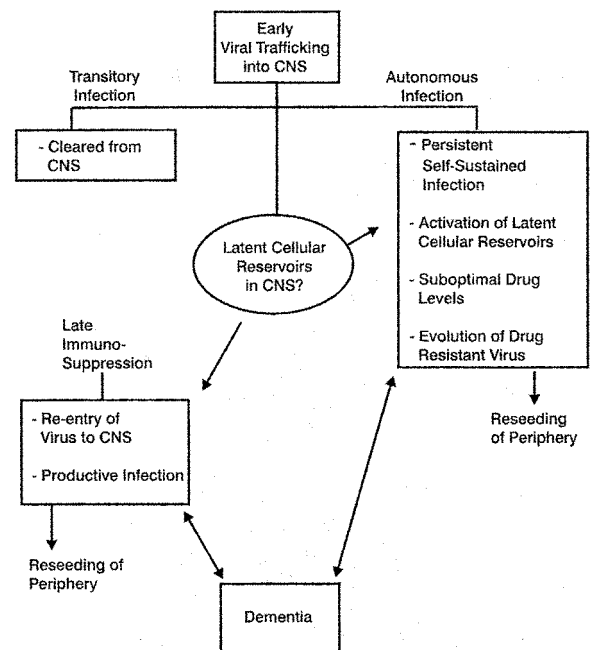 Early
Viral Trafficking
into CNS
Transitory
Infection
Autonomous
Infection
- Cleared from
CNS
- Persistent
Self-Sustained
Infection
- Activation of Latent
Cellular Reservoirs
- Suboptimal Drug
Levels
- Evolution of Drug
Resistant Virus
Latent Cellular
Reservoirs
in CNS?
Late
Immuno-
Suppression
- Re-entry of
Virus to CNS
- Productive Infection
Reseeding
of Periphery
Reseeding of
Periphery
Dementia